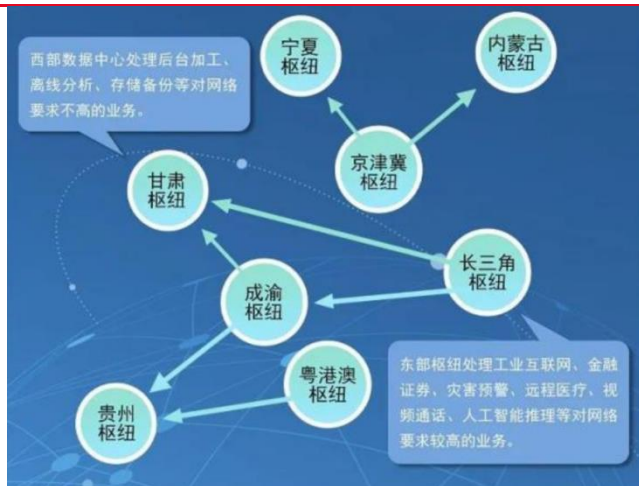 宁夏
枢纽
内蒙古
枢纽
西部数据中心处理后台加工、
离线分析、存储备份等对网络
要求不高的业务。
京津冀
枢纽
甘肃
枢纽
长三角
枢纽
成渝
枢纽
东部枢纽处理工业互联网、金融
证券、灾害预警、远程医疗、视
频通话、人工智能推理等对网络
要求较高的业务。
粤港澳
枢纽
贵州
枢纽